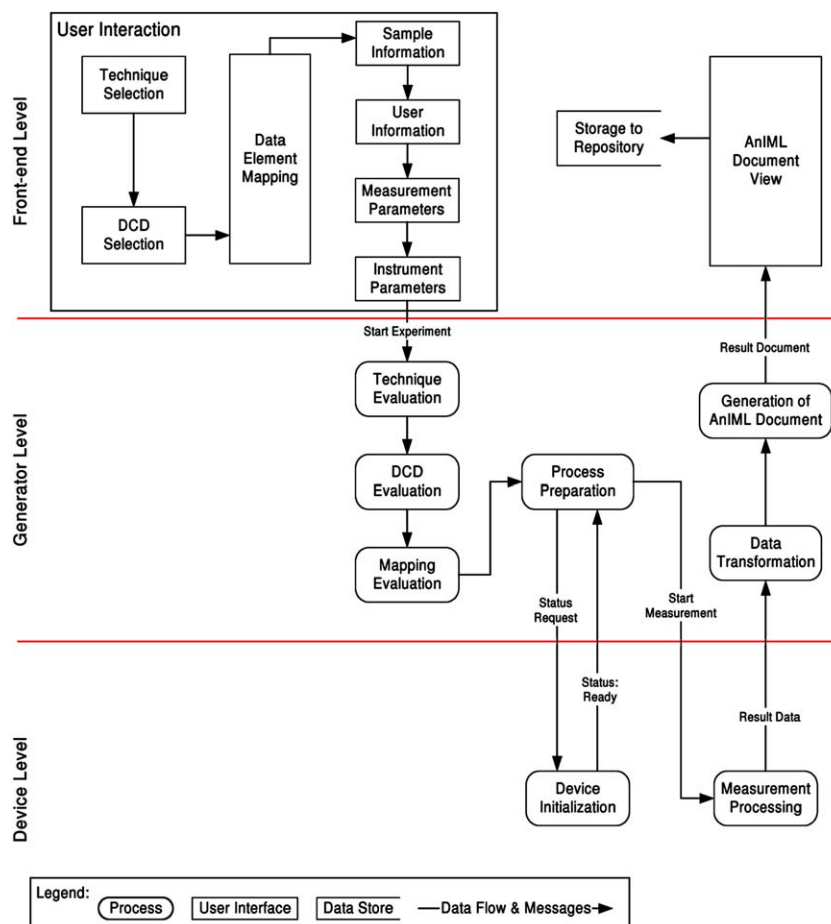 User Interaction
Technique
Selection
DCD
Selection
Data
Element
Mapping
Sample
Information
User
Information
Measurement
Parameters
Instrument
Parameters
Storage to
Repository
AnIML
Document
View
Front-end Level
Start Experiment
Result Document
Technique
Evaluation
DCD
Evaluation
Mapping
Evaluation
Process
Preparation
Generation of
AnIML Document
Data
Transformation
Status
Request
Start
Measurement
Generator Level
Status:
Ready
Result Data
Device
Initialization
Measurement
Processing
Device Level
Legend:
Process
User Interface
Data Store
Data Flow & Messages